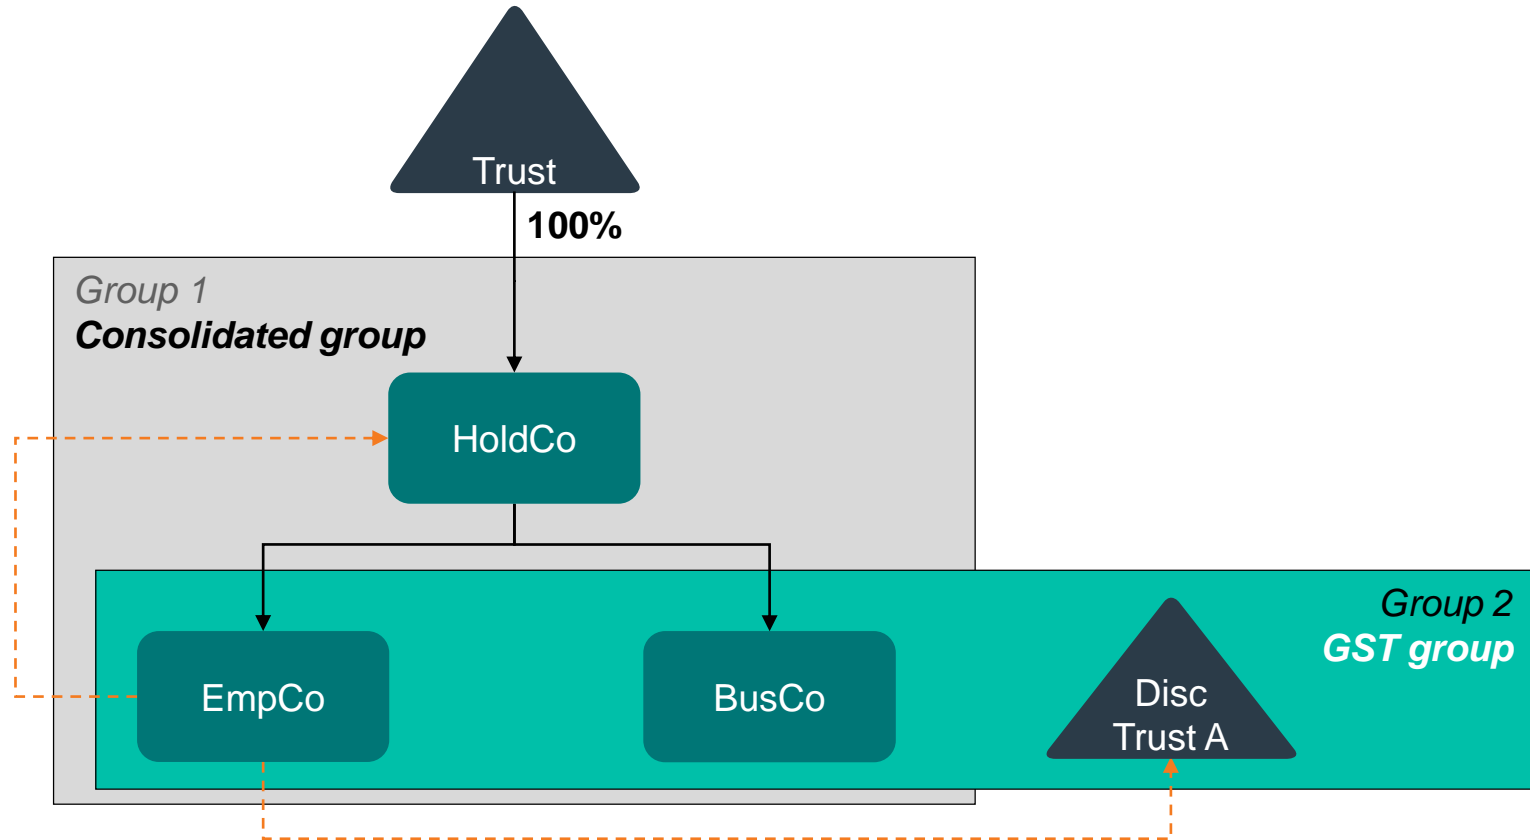 Trust
100%
Group 1
Consolidated group
HoldCo
Group 2
GST group
EmpCo
BusCo
Disc
Trust A